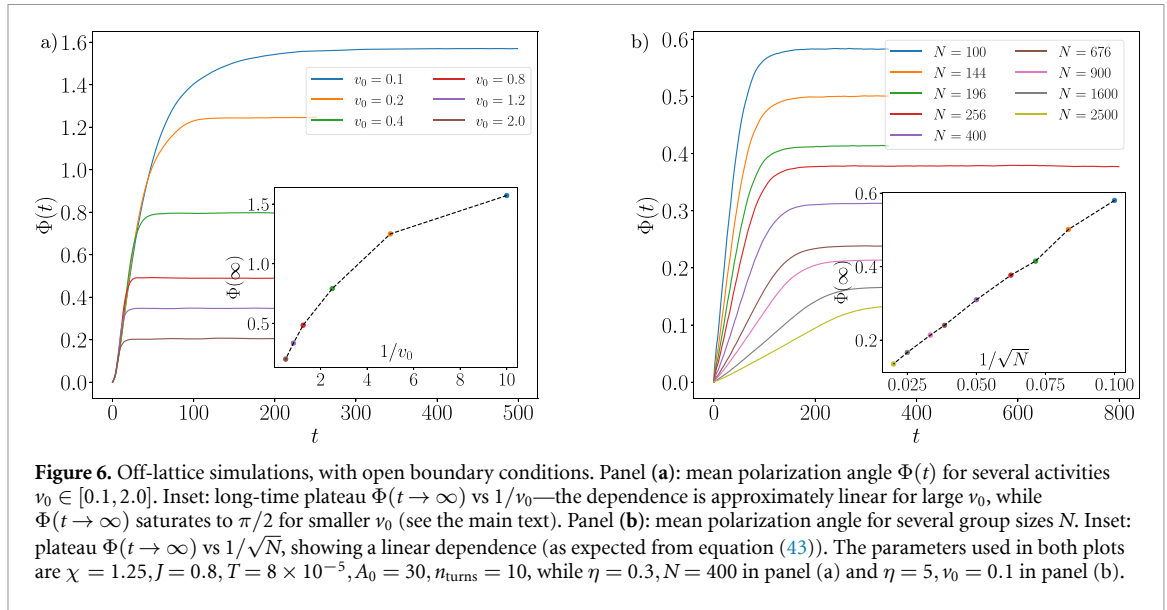 a)
1.6
1.4
1.2
1.0
0.8
0.6
0.4
0.2
0.0
Φ(t)
v₀ = 0.1
v₀ = 0.2
v₀ = 0.4
v₀ = 0.8
v₀ = 1.2
v₀ = 2.0
1.5
1.0
0.5
Φ(∞)
1/v₀
2 4 6 8 10
0 100 200 300 400 500
t
b)
0.6
0.5
0.4
0.3
0.2
0.1
0.0
Φ(t)
N = 100
N = 144
N = 196
N = 256
N = 400
N = 676
N = 900
N = 1600
N = 2500
0.6
0.4
0.2
Φ(∞)
1/√N
0.025 0.050 0.075 0.100
0 200 400 600 800
t
Figure 6. Off-lattice simulations, with open boundary conditions. Panel (a): mean polarization angle Φ(t) for several activities
v₀ ∈ [0.1, 2.0]. Inset: long-time plateau Φ(t → ∞) vs 1/v₀—the dependence is approximately linear for large v₀, while
Φ(t → ∞) saturates to π/2 for smaller v₀ (see the main text). Panel (b): mean polarization angle for several group sizes N. Inset:
plateau Φ(t → ∞) vs 1/√N, showing a linear dependence (as expected from equation (43)). The parameters used in both plots
are χ = 1.25, J = 0.8, T = 8 × 10⁻⁵, A₀ = 30, n_turns = 10, while η = 0.3, N = 400 in panel (a) and η = 5, v₀ = 0.1 in panel (b).